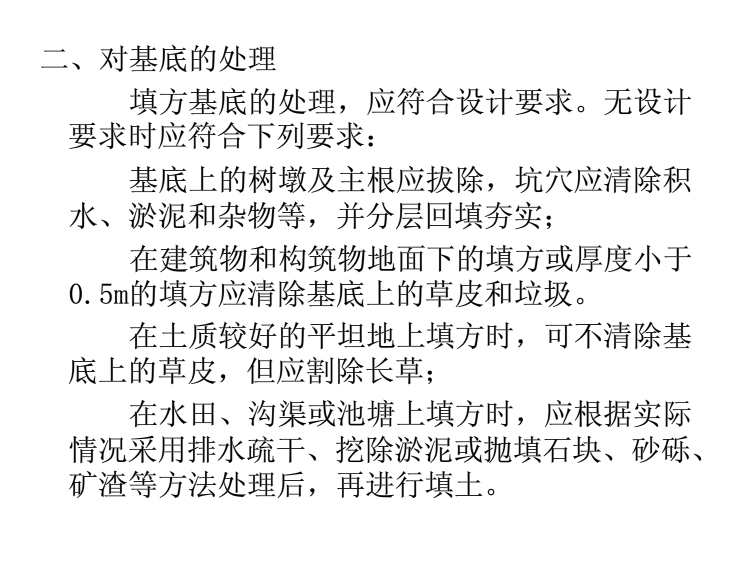 二、对基底的处理
填方基底的处理，应符合设计要求。无设计
要求时应符合下列要求：
基底上的树墩及主根应拔除，坑穴应清除积
水、淤泥和杂物等，并分层回填夯实；
在建筑物和构筑物地面下的填方或厚度小于
0.5m的填方应清除基底上的草皮和垃圾。
在土质较好的平坦地上填方时，可不清除基
底上的草皮，但应割除长草；
在水田、沟渠或池塘上填方时，应根据实际
情况采用排水疏干、挖除淤泥或抛填石块、砂砾、
矿渣等方法处理后，再进行填土。